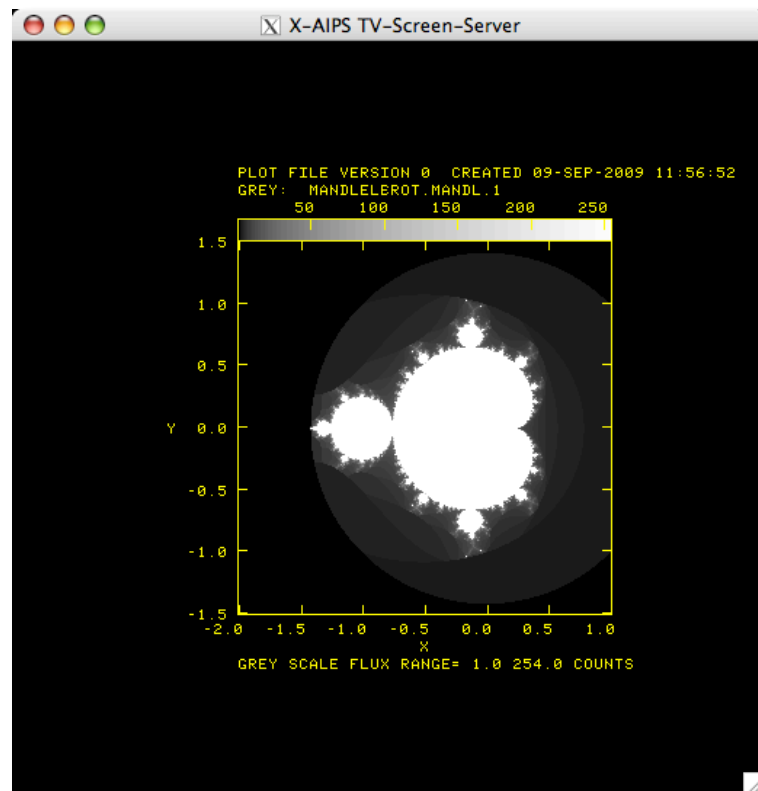 X-AIPS TV-Screen-Server
PLOT FILE VERSION 0  CREATED 09-SEP-2009 11:56:52
GREY:  MANDLELBROT.MANDL.1
50 100 150 200 250
1.5
1.0
0.5
Y 0.0
-0.5
-1.0
-1.5
-2.0 -1.5 -1.0 -0.5 0.0 0.5 1.0
X
GREY SCALE FLUX RANGE= 1.0 254.0 COUNTS